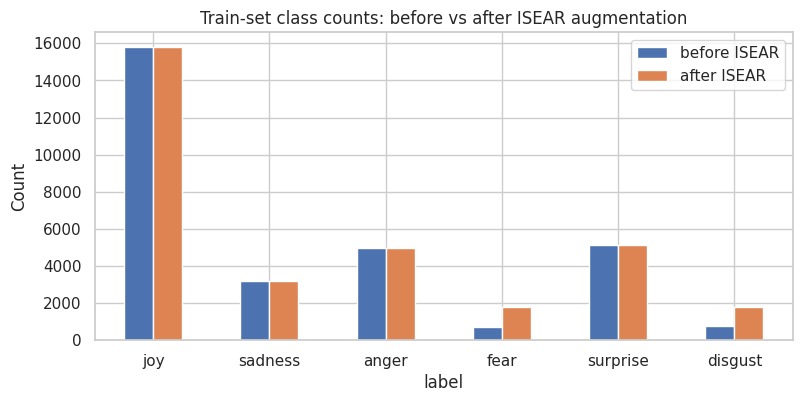 Train-set class counts: before vs after ISEAR augmentation
before ISEAR
after ISEAR
Count
16000
14000
12000
10000
8000
6000
4000
2000
0
joy sadness anger fear surprise disgust
label